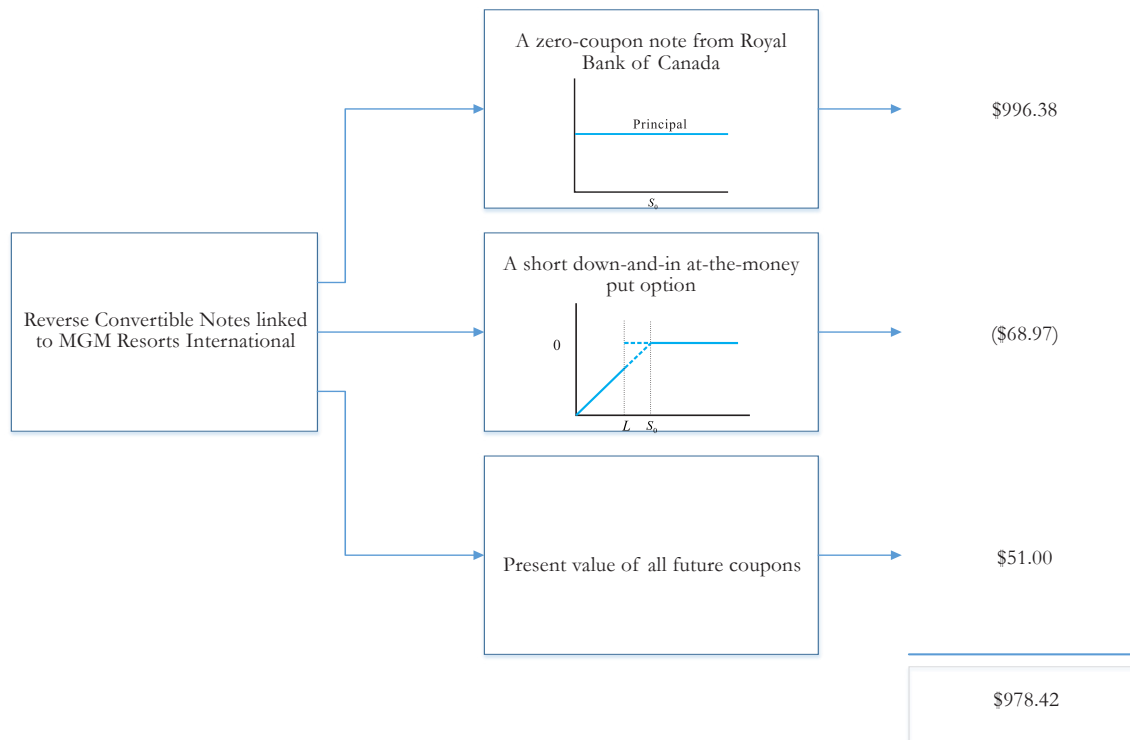 A zero-coupon note from Royal
Bank of Canada
Principal
S₀
$996.38
Reverse Convertible Notes linked
to MGM Resorts International
A short down-and-in at-the-money
put option
0
L S₀
($68.97)
Present value of all future coupons
$51.00
$978.42